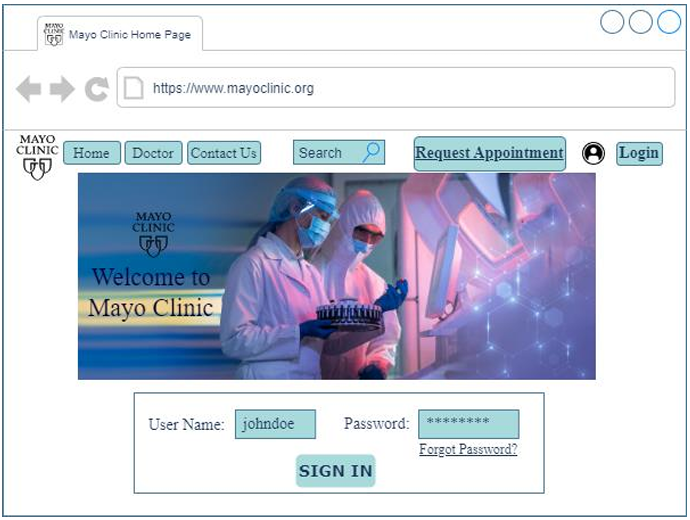 MAYO
CLINIC
Mayo Clinic Home Page
https://www.mayoclinic.org
MAYO
CLINIC
Home
Doctor
Contact Us
Search
Request Appointment
Login
MAYO
CLINIC
Welcome to
Mayo Clinic
User Name:
johndoe
Password:
********
Forgot Password?
SIGN IN